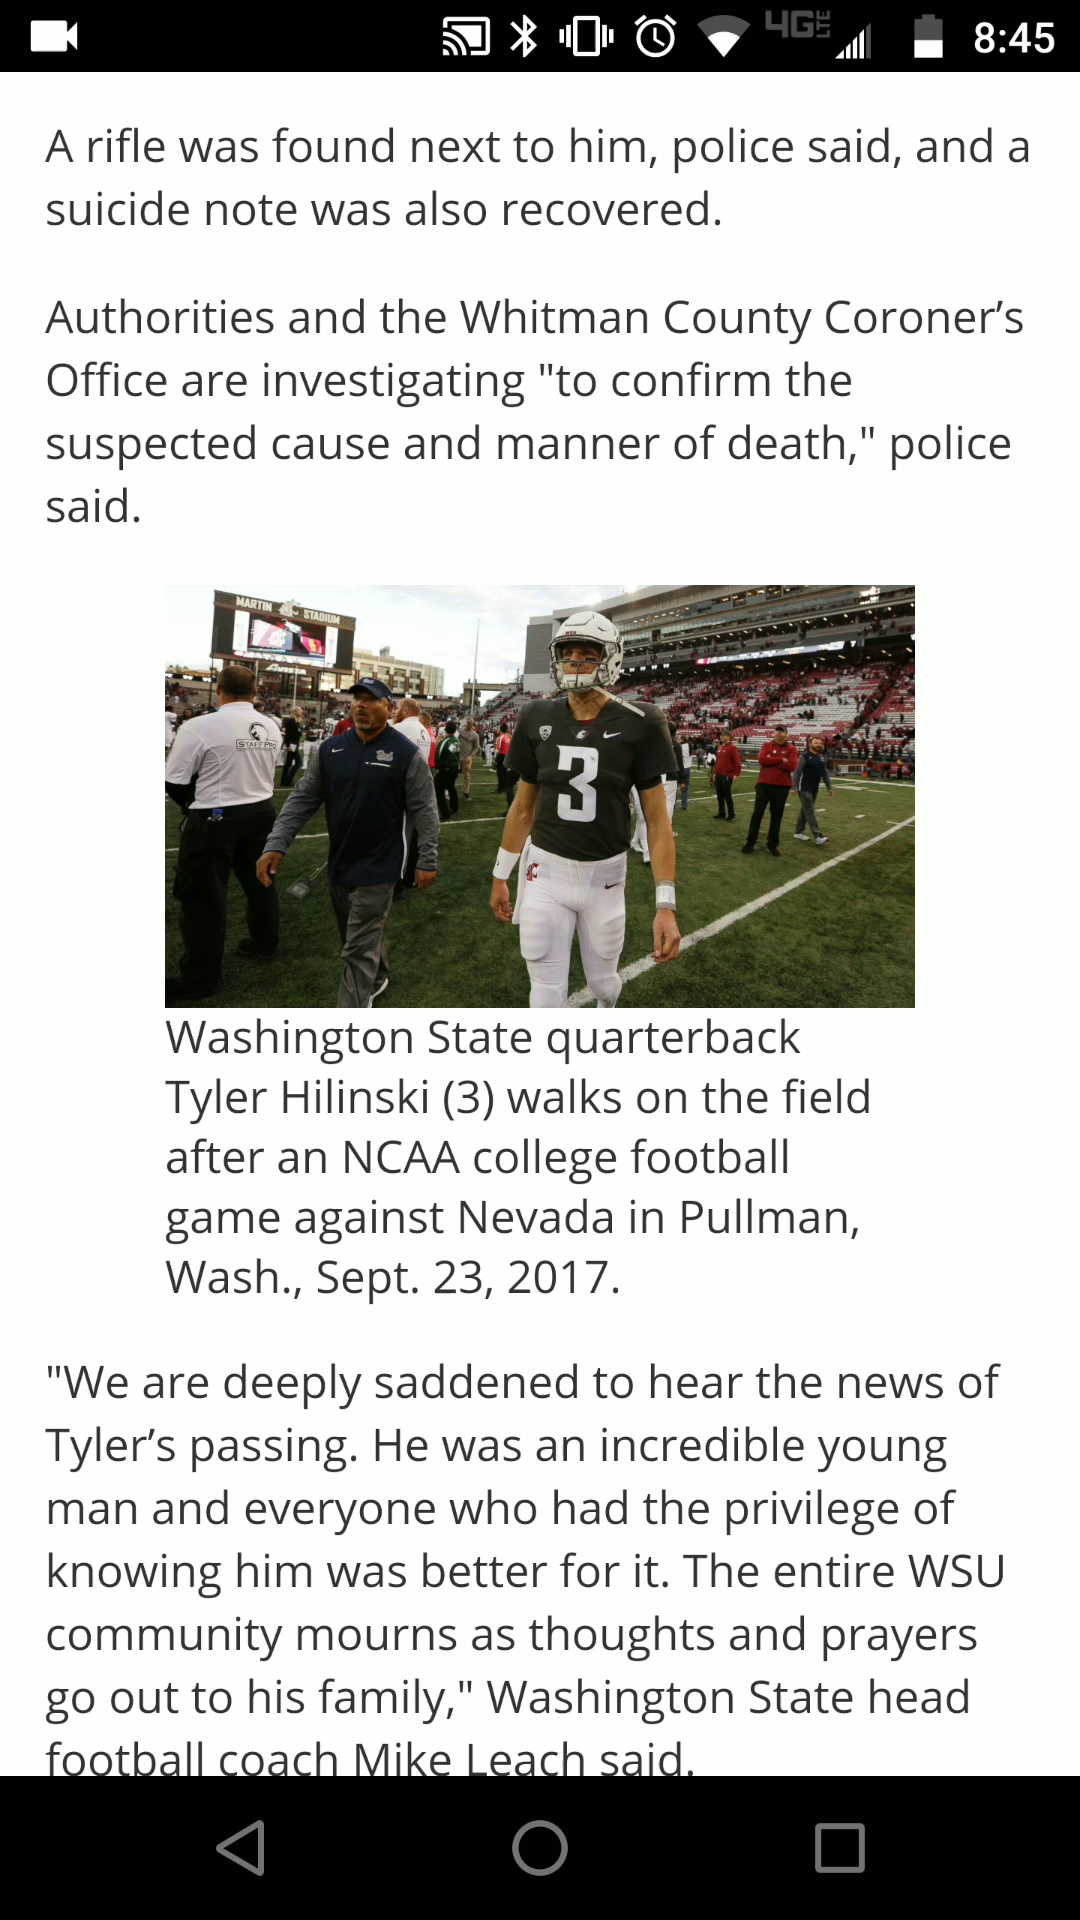 4G LTE 8:45
A rifle was found next to him, police said, and a
suicide note was also recovered.
Authorities and the Whitman County Coroner’s
Office are investigating "to confirm the
suspected cause and manner of death," police
said.
MARTIN STADIUM
STAFF PRO
3
Washington State quarterback
Tyler Hilinski (3) walks on the field
after an NCAA college football
game against Nevada in Pullman,
Wash., Sept. 23, 2017.
"We are deeply saddened to hear the news of
Tyler’s passing. He was an incredible young
man and everyone who had the privilege of
knowing him was better for it. The entire WSU
community mourns as thoughts and prayers
go out to his family," Washington State head
football coach Mike Leach said.